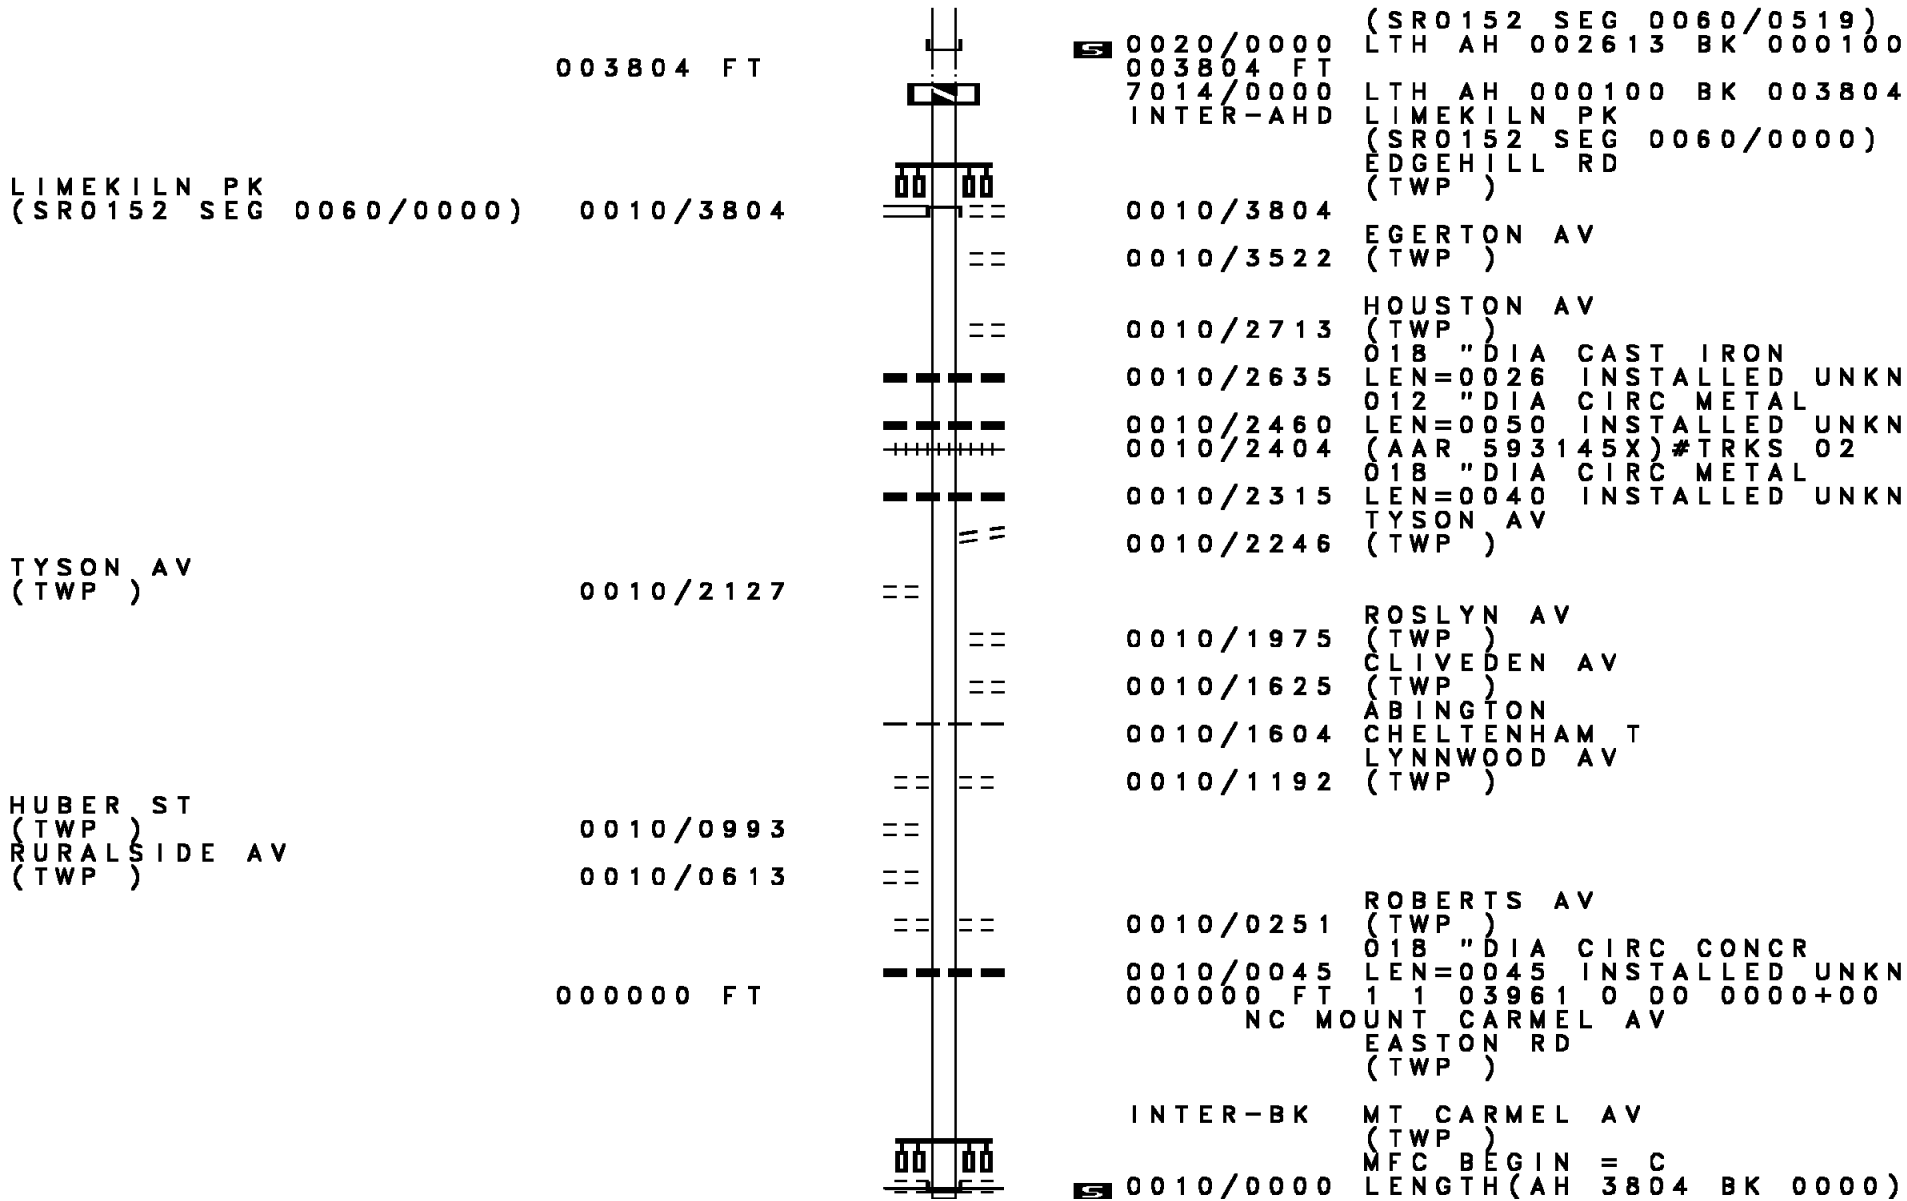 (SR0152 SEG 0060/0519)
S 0020/0000 LTH AH 002613 BK 000100
003804 FT 003804 FT
7014/0000 LTH AH 000100 BK 003804
INTER-AHD LIMEKILN PK
(SR0152 SEG 0060/0000)
EDGEHILL RD
LIMEKILN PK (TWP )
(SR0152 SEG 0060/0000) 0010/3804 0010/3804
EGERTON AV
0010/3522 (TWP )
HOUSTON AV
0010/2713 (TWP )
018 "DIA CAST IRON
0010/2635 LEN=0026 INSTALLED UNKN
012 "DIA CIRC METAL
0010/2460 LEN=0050 INSTALLED UNKN
0010/2404 (AAR 593145X)#TRKS 02
018 "DIA CIRC METAL
0010/2315 LEN=0040 INSTALLED UNKN
TYSON AV
0010/2246 (TWP )
TYSON AV
(TWP ) 0010/2127
ROSLYN AV
0010/1975 (TWP )
CLIVEDEN AV
0010/1625 (TWP )
ABINGTON
0010/1604 CHELTENHAM T
LYNNWOOD AV
0010/1192 (TWP )
HUBER ST
(TWP ) 0010/0993
RURALSIDE AV
(TWP ) 0010/0613
ROBERTS AV
0010/0251 (TWP )
018 "DIA CIRC CONCR
0010/0045 LEN=0045 INSTALLED UNKN
000000 FT 000000 FT 1 1 03961 0 00 0000+00
NC MOUNT CARMEL AV
EASTON RD
(TWP )
INTER-BK MT CARMEL AV
(TWP )
MFC BEGIN = C
S 0010/0000 LENGTH(AH 3804 BK 0000)